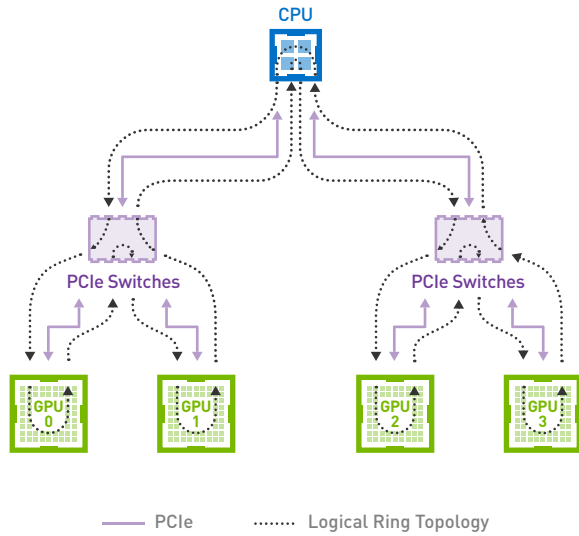 CPU
PCIe Switches
PCIe Switches
GPU
0
GPU
1
GPU
2
GPU
3
PCIe
Logical Ring Topology